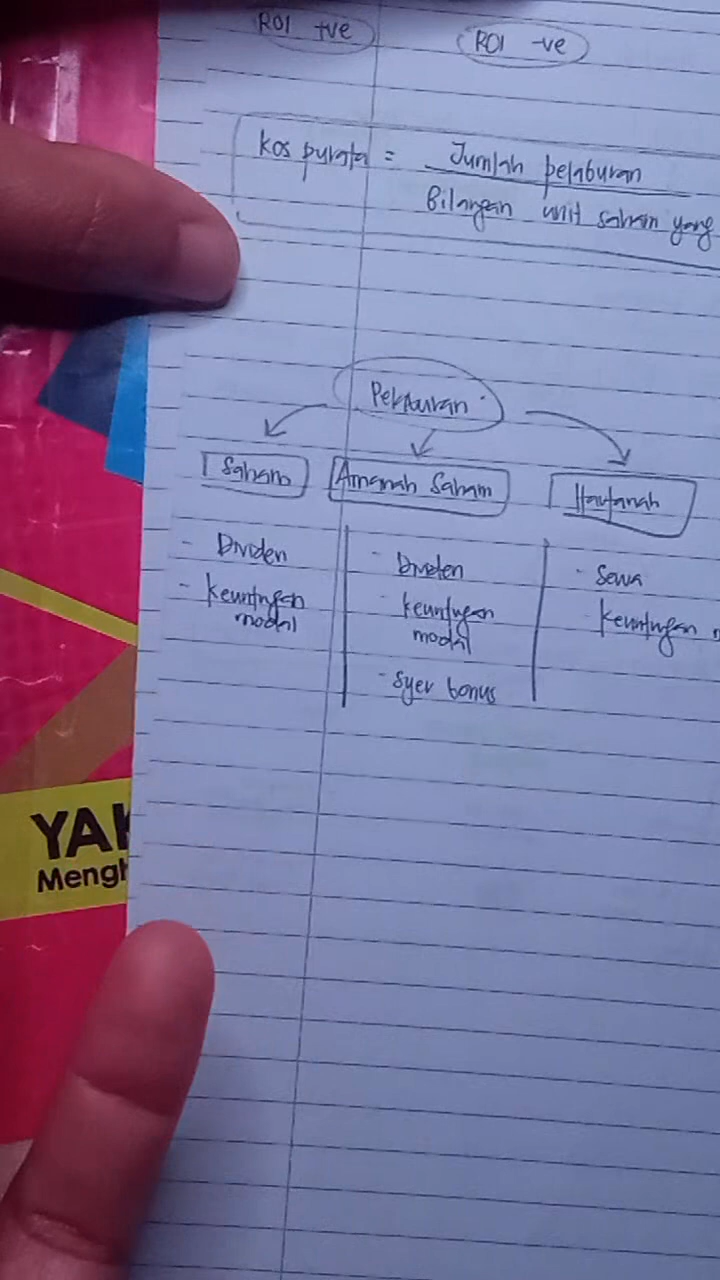 ROI +ve
ROI -ve
kos purata = Jumlah pelaburan
Bilangan unit saham yang
Pelaburan
Saham
Amanah Saham
Hartanah
- Dividen
- keuntungan
modal
- Dividen
- keuntungan
modal
- syer bonus
- sewa
keuntungan
YAK
Mengh